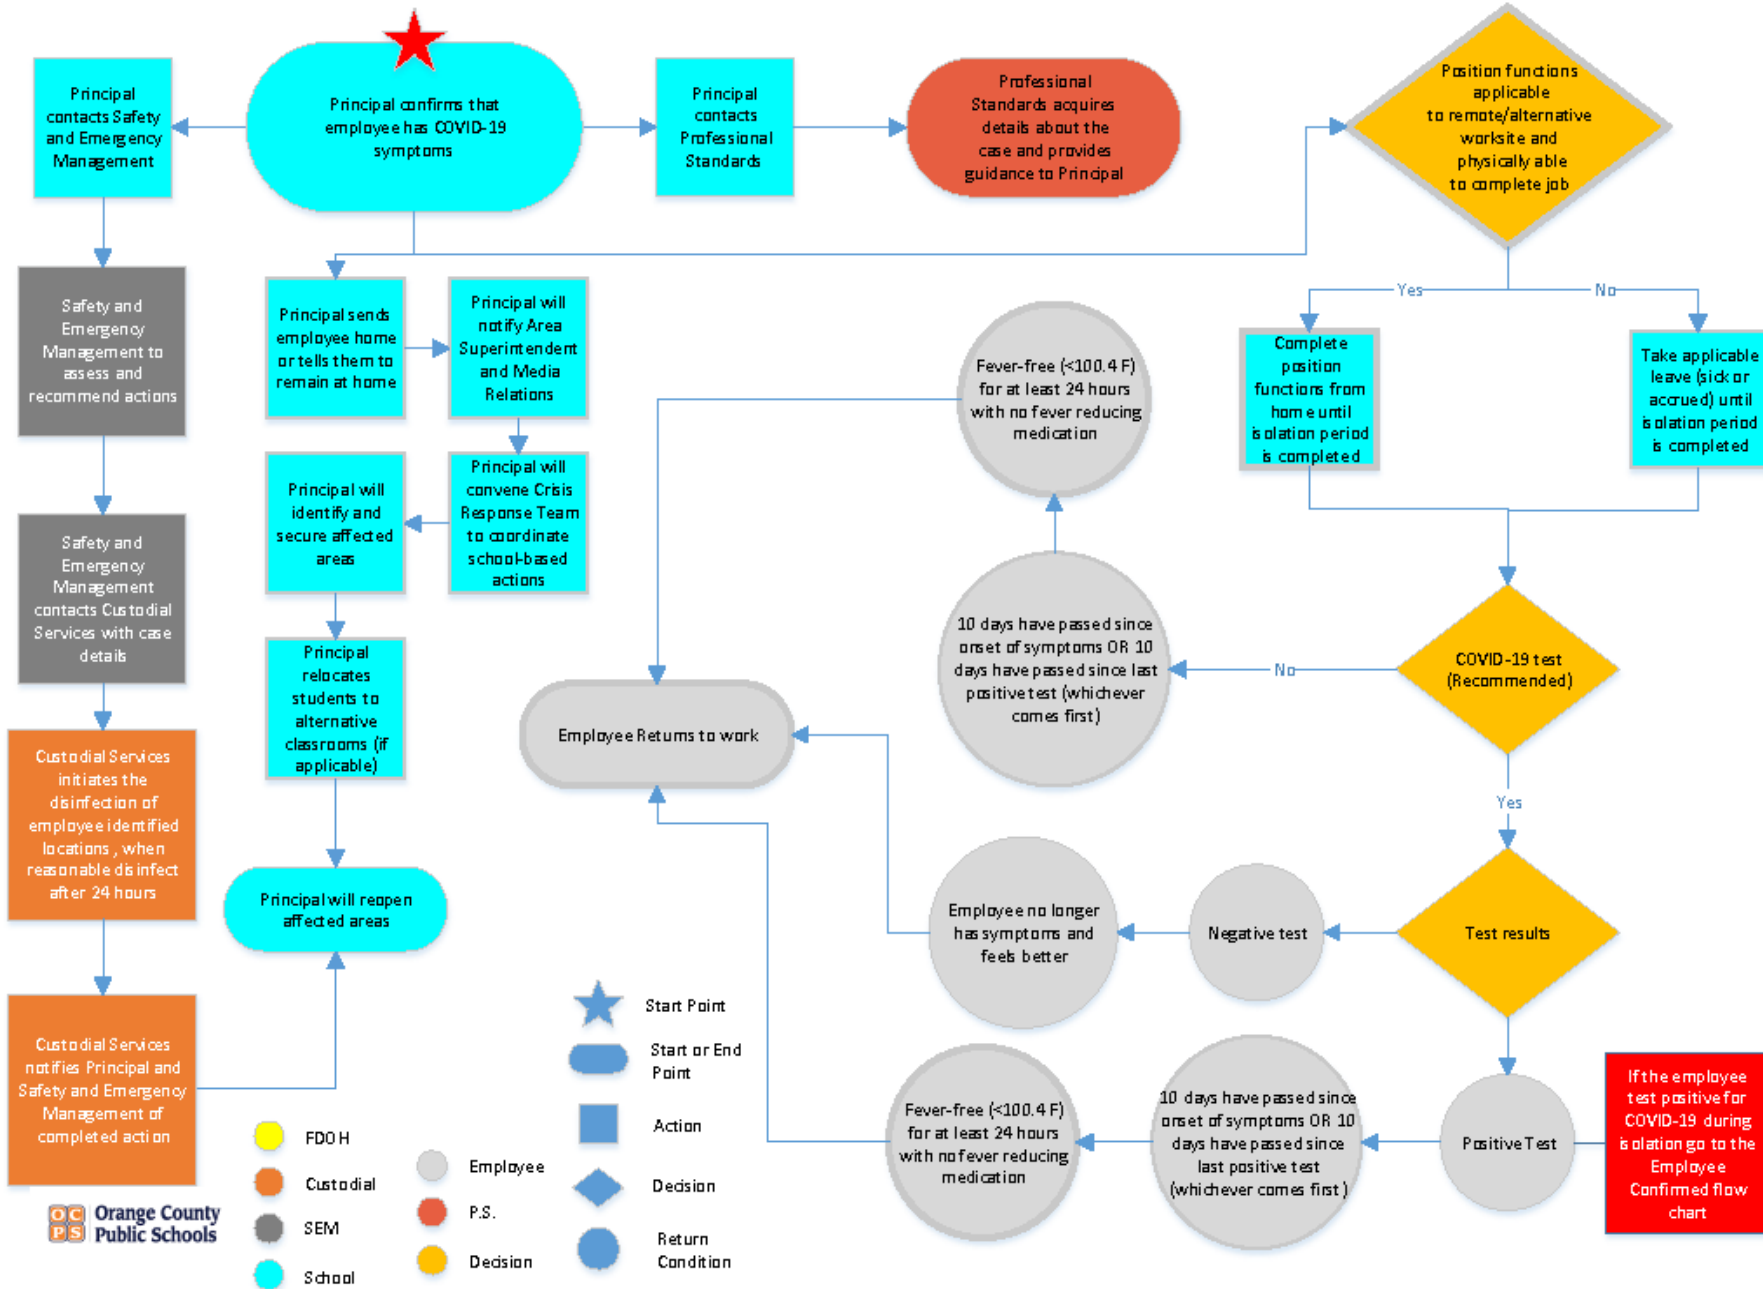 Principal
contacts Safety
and Emergency
Management
Principal confirms that
employee has COVID-19
symptoms
Principal
contacts
Professional
Standards
Professional
Standards acquires
details about the
case and provides
guidance to Principal
Position functions
applicable
to remote/alternative
worksite and
physically able
to complete job
Yes
No
Safety and
Emergency
Management to
assess and
recommend actions
Principal sends
employee home
or tells them to
remain at home
Principal will
notify Area
Superintendent
and Media
Relations
Fever-free (<100.4 F)
for at least 24 hours
with no fever reducing
medication
Complete
position
functions from
home until
isolation period
is completed
Take applicable
leave (sick or
accrued) until
isolation period
is completed
Principal will
identify and
secure affected
areas
Principal will
convene Crisis
Response Team
to coordinate
school-based
actions
Safety and
Emergency
Management
contacts Custodial
Services with case
details
Principal
relocates
students to
alternative
classrooms (if
applicable)
10 days have passed since
onset of symptoms OR 10
days have passed since last
positive test (whichever
comes first)
No
COVID-19 test
(Recommended)
Yes
Employee Returns to work
Custodial Services
initiates the
disinfection of
employee identified
locations, when
reasonable disinfect
after 24 hours
Principal will reopen
affected areas
Employee no longer
has symptoms and
feels better
Negative test
Test results
Custodial Services
notifies Principal and
Safety and Emergency
Management of
completed action
Fever-free (<100.4 F)
for at least 24 hours
with no fever reducing
medication
10 days have passed since
onset of symptoms OR 10
days have passed since
last positive test
(whichever comes first)
Positive Test
If the employee
test positive for
COVID-19 during
isolation go to the
Employee
Confirmed flow
chart
Start Point
Start or End
Point
Action
Decision
Return
Condition
FDOH
Custodial
SEM
School
Employee
P.S.
Decision
OC
PS
Orange County
Public Schools